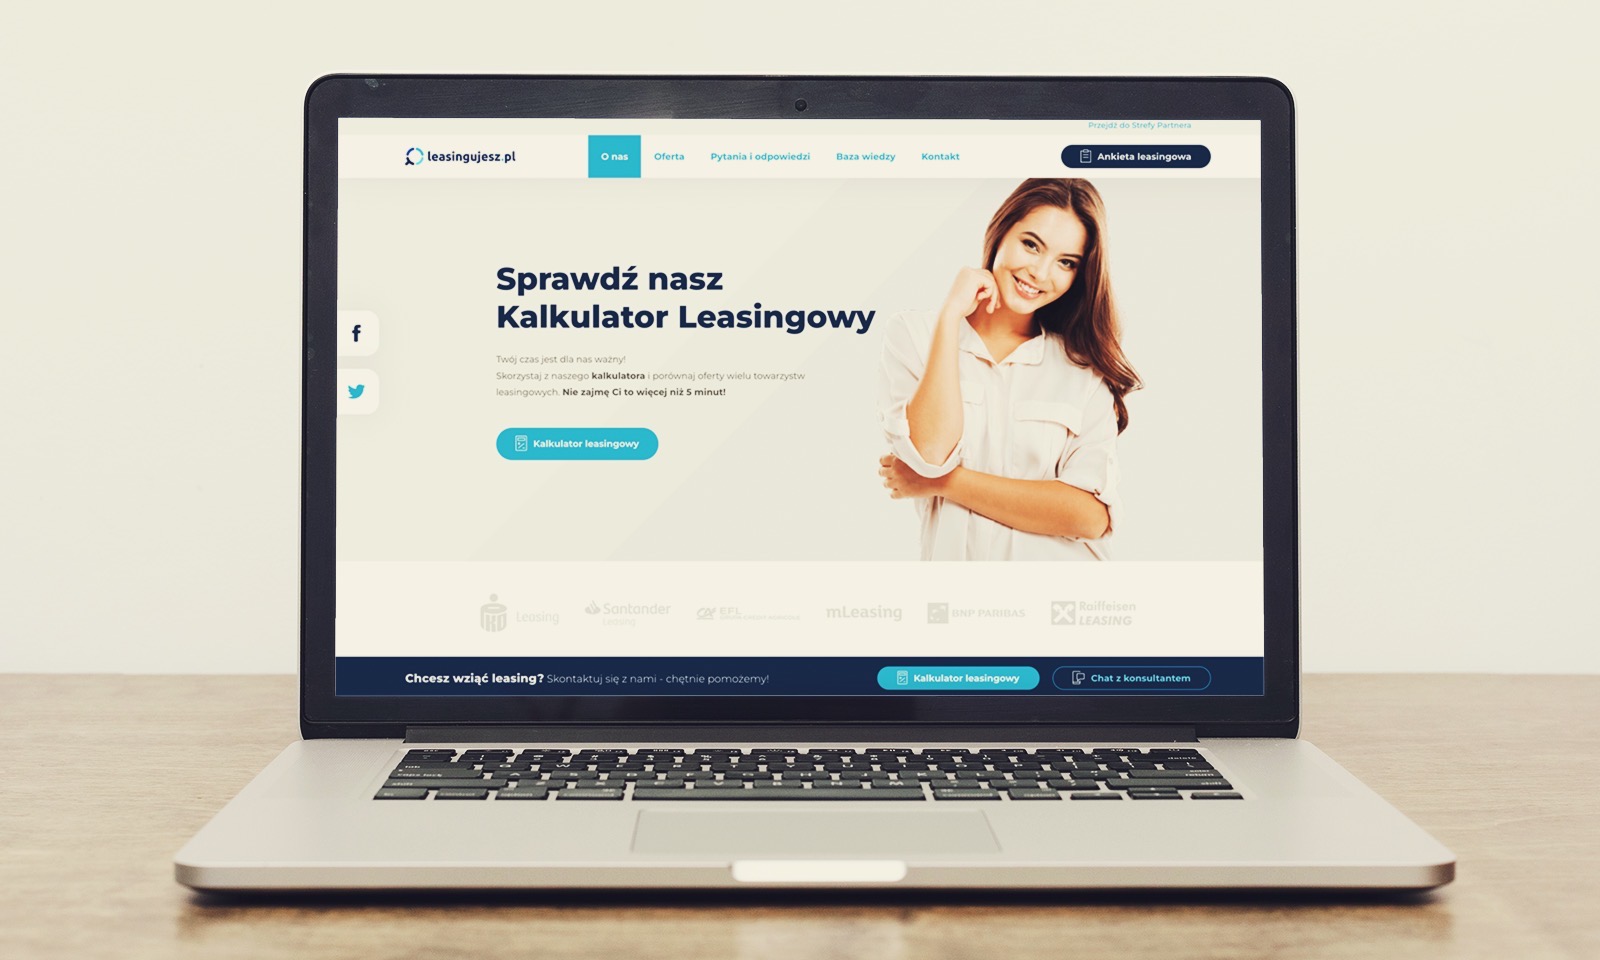 Przejdź do Strefy Partnera
leasingujesz.pl
O nas
Oferta
Pytania i odpowiedzi
Baza wiedzy
Kontakt
Ankieta leasingowa
Sprawdź nasz
Kalkulator Leasingowy
Twój czas jest dla nas ważny!
Skorzystaj z naszego kalkulatora i porównaj oferty wielu towarzystw
leasingowych. Nie zajmę Ci to więcej niż 5 minut!
Kalkulator leasingowy
PKO Leasing
Santander
Leasing
CA EFL
mLeasing
BNP PARIBAS
Raiffeisen
LEASING
Chcesz wziąć leasing? Skontaktuj się z nami - chętnie pomożemy!
Kalkulator leasingowy
Chat z konsultantem